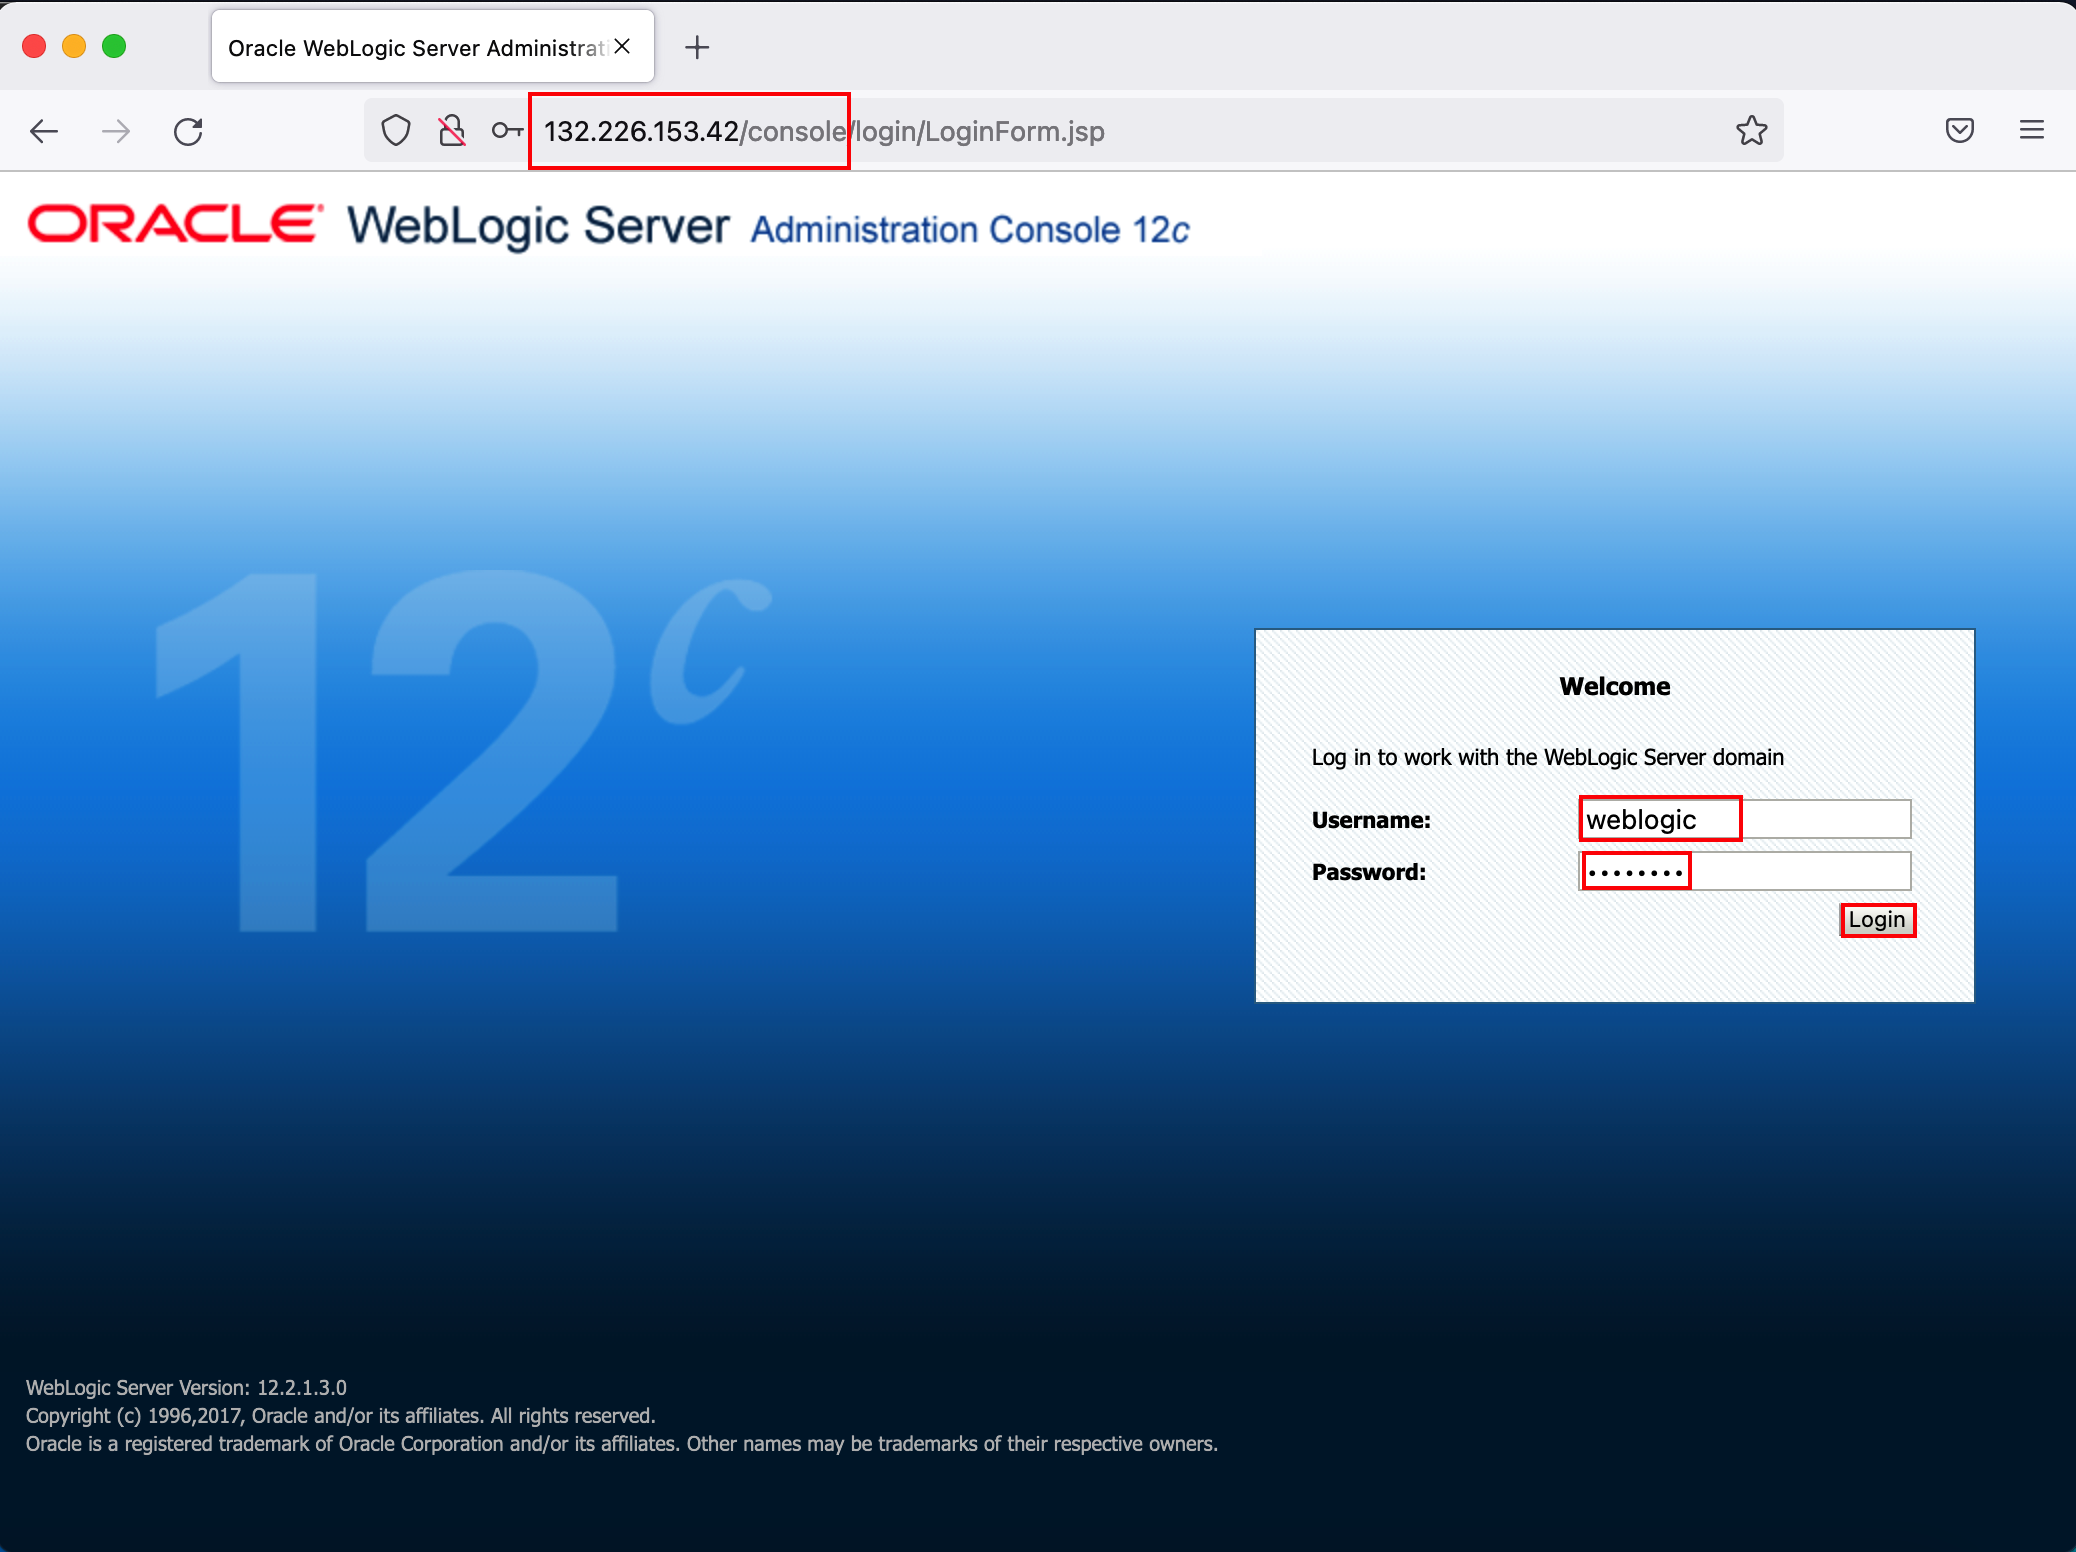 Oracle WebLogic Server Administrati
132.226.153.42/console/login/LoginForm.jsp
ORACLE WebLogic Server Administration Console 12c
12c
Welcome
Log in to work with the WebLogic Server domain
Username: weblogic
Password: ••••••••
Login
WebLogic Server Version: 12.2.1.3.0
Copyright (c) 1996,2017, Oracle and/or its affiliates. All rights reserved.
Oracle is a registered trademark of Oracle Corporation and/or its affiliates. Other names may be trademarks of their respective owners.